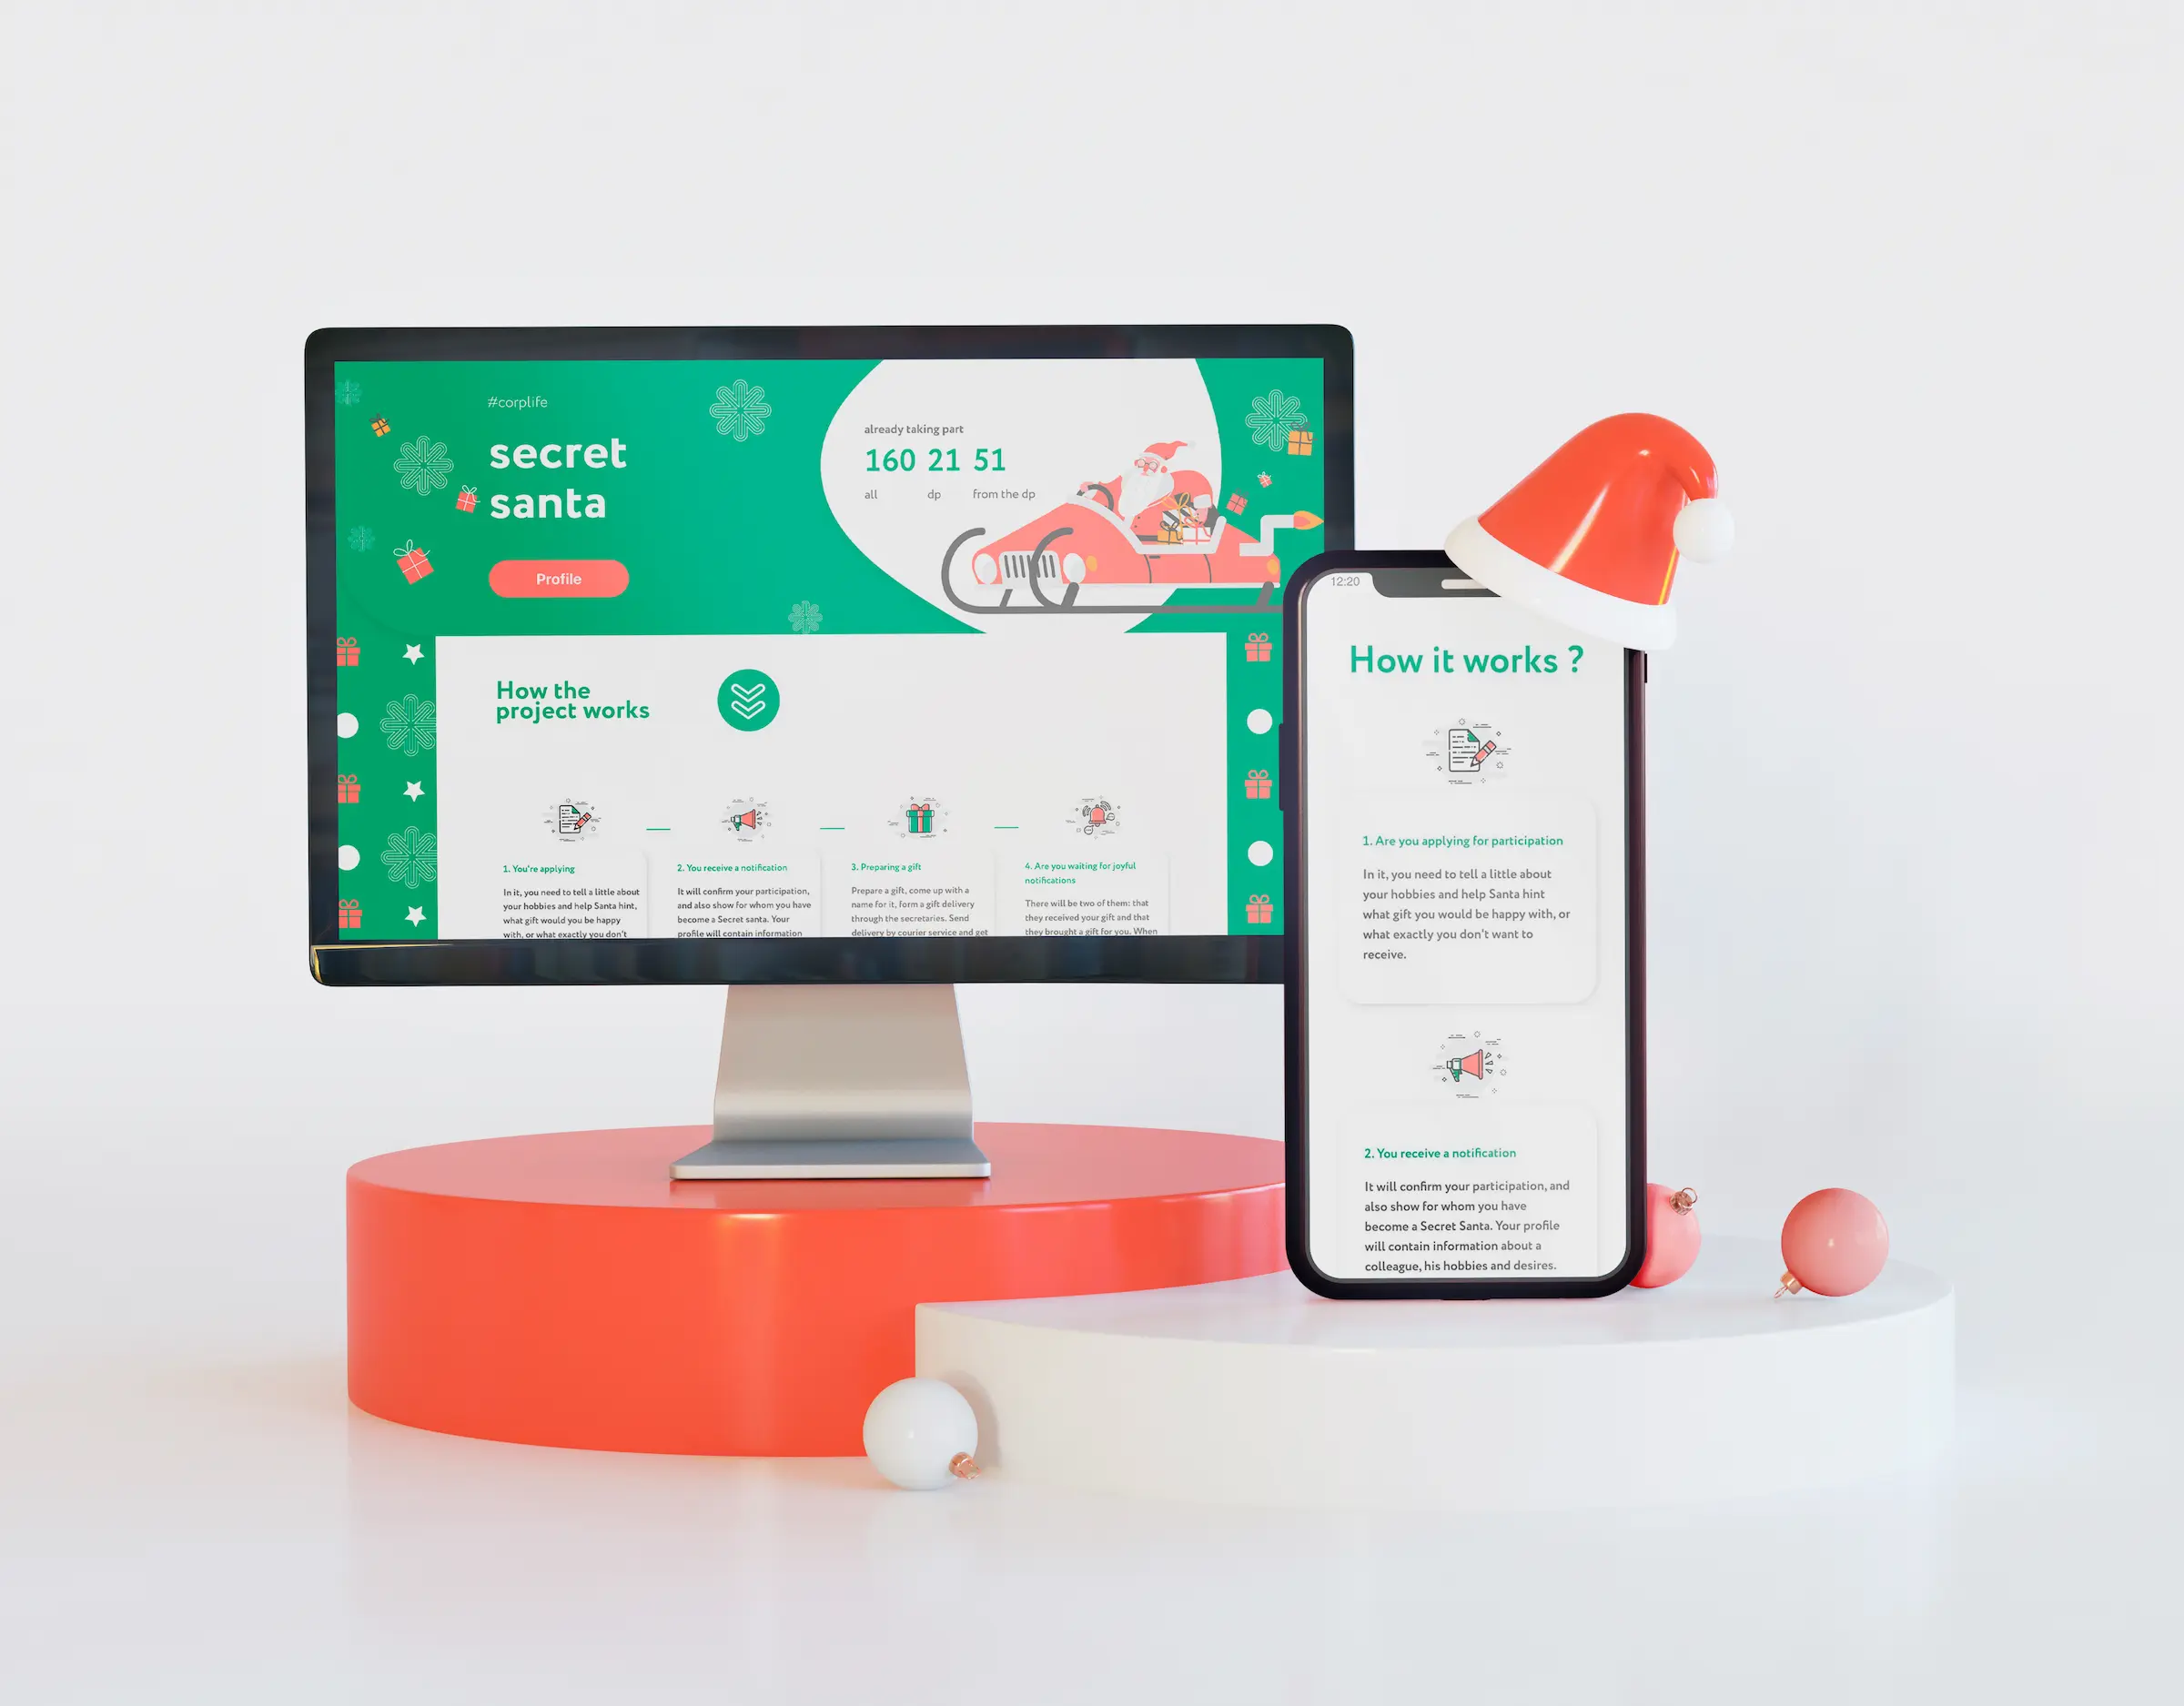 #corplife
secret
santa
Profile
already taking part
160 21 51
all dp from the dp
How the
project works
1. You're applying
In it, you need to tell a little about
your hobbies and help Santa hint,
what gift would you be happy
with, or what exactly you don't
2. You receive a notification
It will confirm your participation,
and also show for whom you have
become a Secret santa. Your
profile will contain information
3. Preparing a gift
Prepare a gift, come up with a
name for it, form a gift delivery
through the secretaries. Send
delivery by courier service and get
4. Are you waiting for joyful
notifications
There will be two of them: that
they received your gift and that
they brought a gift for you. When
12:20
How it works ?
1. Are you applying for participation
In it, you need to tell a little about
your hobbies and help Santa hint
what gift you would be happy with, or
what exactly you don't want to
receive.
2. You receive a notification
It will confirm your participation, and
also show for whom you have
become a Secret Santa. Your profile
will contain information about a
colleague, his hobbies and desires.